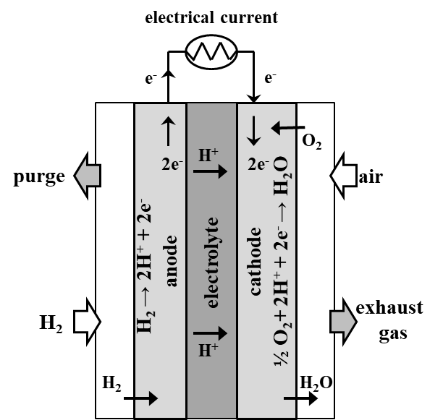 electrical current
e-
e-
2e-
H+
2e-
O2
purge
air
H2 → 2H+ + 2e-
anode
electrolyte
cathode
½ O2 + 2H+ + 2e- → H2O
H2
exhaust
gas
H+
H2
H2O